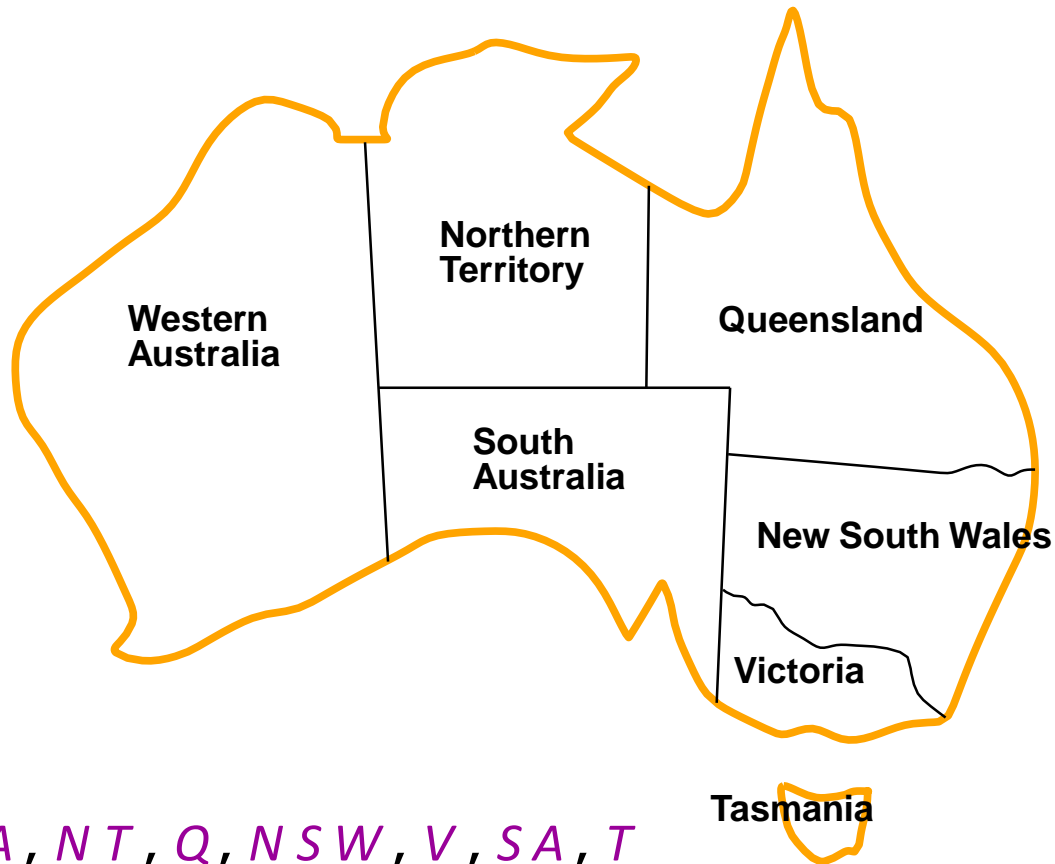 Northern
Territory
Western
Australia
Queensland
South
Australia
New South Wales
Victoria
Tasmania
A, NT, Q, NSW, V, SA, T